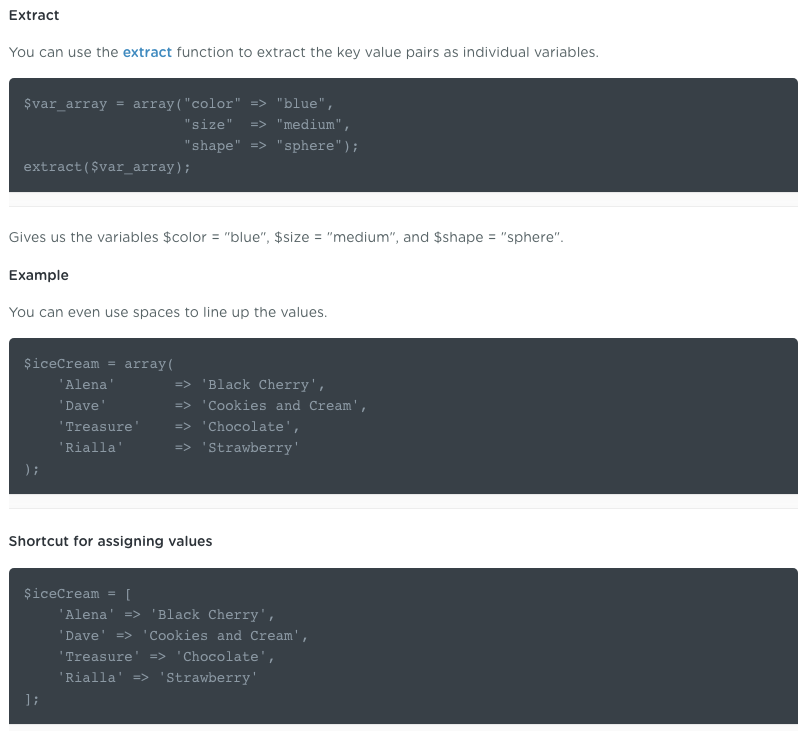 Extract
You can use the extract function to extract the key value pairs as individual variables.
$var_array = array("color" => "blue",
                   "size"  => "medium",
                   "shape" => "sphere");
extract($var_array);
Gives us the variables $color = "blue", $size = "medium", and $shape = "sphere".
Example
You can even use spaces to line up the values.
$iceCream = array(
    'Alena'       => 'Black Cherry',
    'Dave'        => 'Cookies and Cream',
    'Treasure'    => 'Chocolate',
    'Rialla'      => 'Strawberry'
);
Shortcut for assigning values
$iceCream = [
    'Alena' => 'Black Cherry',
    'Dave' => 'Cookies and Cream',
    'Treasure' => 'Chocolate',
    'Rialla' => 'Strawberry'
];